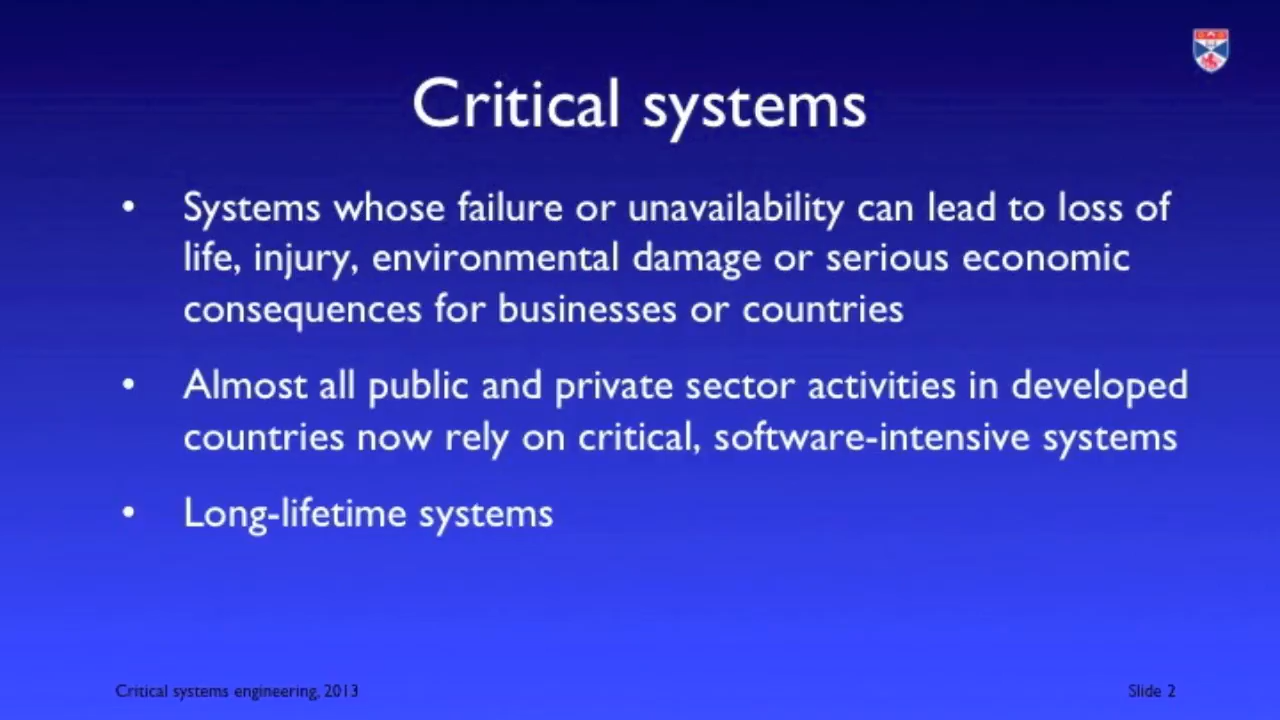 Critical systems
• Systems whose failure or unavailability can lead to loss of
life, injury, environmental damage or serious economic
consequences for businesses or countries
• Almost all public and private sector activities in developed
countries now rely on critical, software-intensive systems
• Long-lifetime systems
Critical systems engineering, 2013
Slide 2